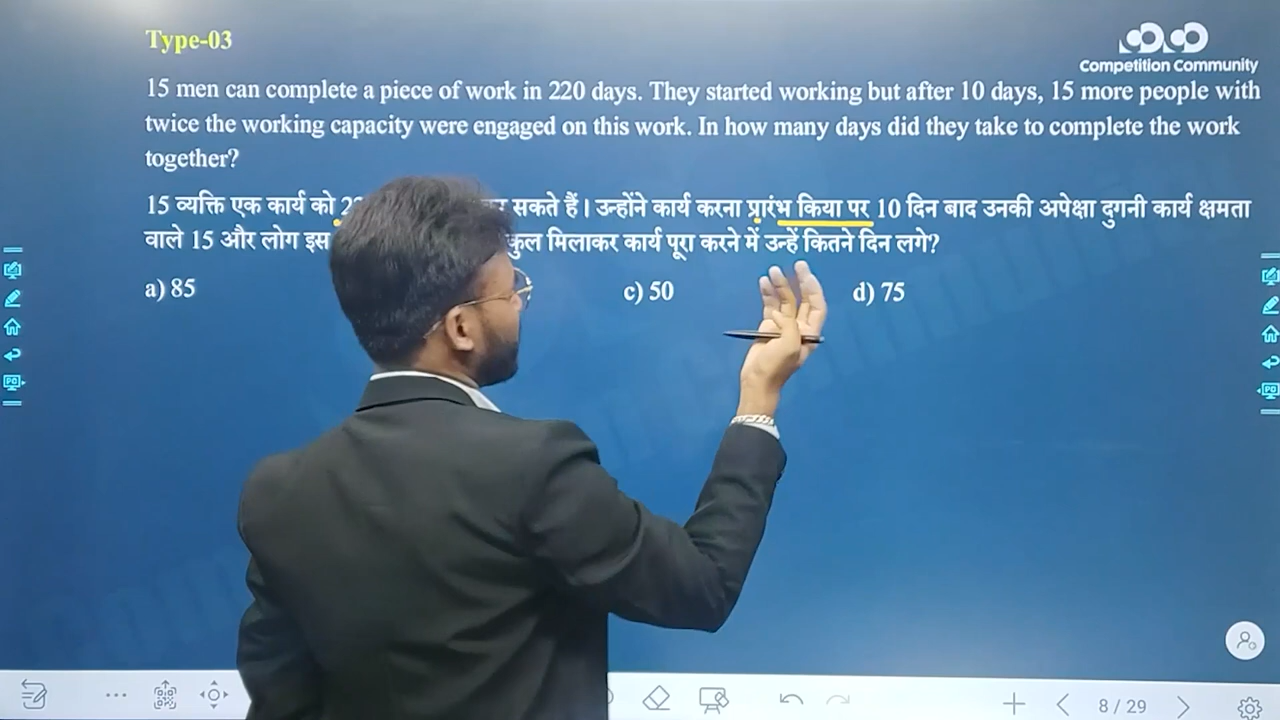 Type-03
Competition Community
15 men can complete a piece of work in 220 days. They started working but after 10 days, 15 more people with
twice the working capacity were engaged on this work. In how many days did they take to complete the work
together?
15 व्यक्ति एक कार्य को सकते हैं। उन्होंने कार्य करना प्रारंभ किया पर 10 दिन बाद उनकी अपेक्षा दुगनी कार्य क्षमता
वाले 15 और लोग इस कुल मिलाकर कार्य पूरा करने में उन्हें कितने दिन लगे?
a) 85 c) 50 d) 75
8 / 29